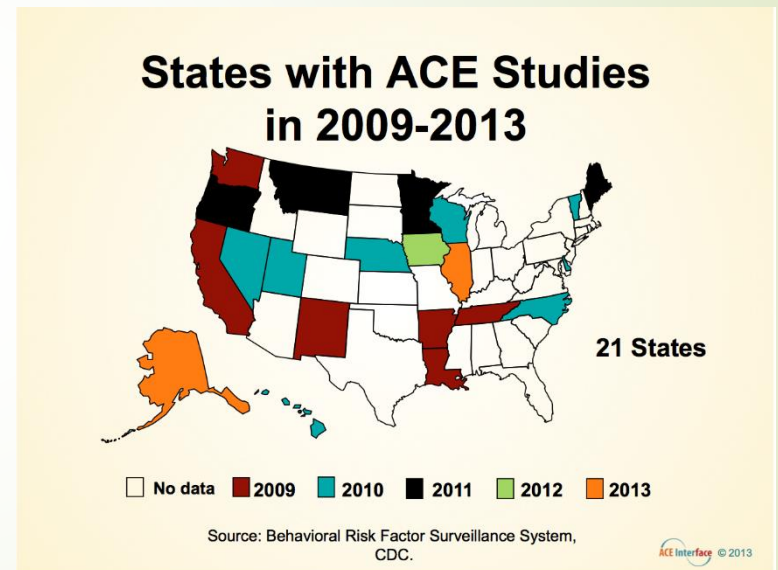 States with ACE Studies
in 2009-2013
21 States
No data 2009 2010 2011 2012 2013
Source: Behavioral Risk Factor Surveillance System,
CDC.
ACE Interface © 2013